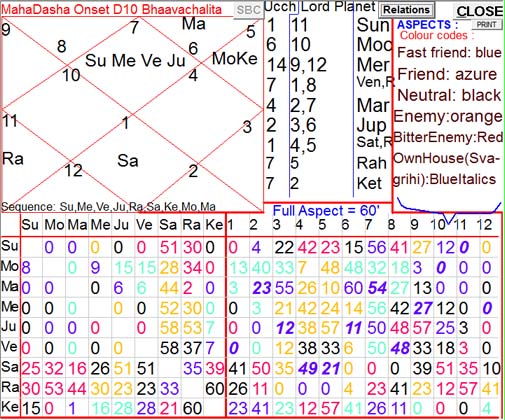 MahaDasha Onset D10 Bhaavachalita
SBC
Ucch Lord Planet
Relations
CLOSE
ASPECTS :
PRINT
Colour codes :
Fast friend: blue
Friend: azure
Neutral: black
Enemy:orange
BitterEnemy:Red
OwnHouse(Sva-
grihi):BlueItalics
9
7
Ma
5
8
6
Su Me Ve Ju
MoKe
10
4
11
1
3
Ra
Sa
12
2
Sequence: Su,Me,Ve,Ju,Ra,Sa,Ke,Mo,Ma
1 11 Sun
6 10 Moo
14 9,12 Mer
7 1,8 Ven,R
4 2,7 Mar
2 3,6 Jup
1 4,5 Sat,R
7 5 Rah
7 2 Ket
Full Aspect = 60'
Su Mo Ma Me Ju Ve Sa Ra Ke 1 2 3 4 5 6 7 8 9 10 11 12
Su 0 0 0 0 0 51 30 0 0 4 22 42 23 15 56 41 27 12 0 0
Mo 8 0 9 15 15 28 34 0 13 40 33 7 48 48 32 18 3 0 0 0
Ma 0 0 0 6 6 44 2 0 2 23 55 26 10 60 54 13 0 0 0 0
Me 0 0 0 0 0 52 30 0 0 3 21 42 24 14 56 42 27 12 0 0
Ju 0 0 0 0 0 58 53 7 0 0 12 38 36 11 50 48 57 25 3 0
Ve 0 0 0 0 58 37 7 0 0 12 38 33 6 50 48 33 18 3 0
Sa 25 32 16 26 51 51 35 39 41 50 35 49 21 0 0 23 39 51 35 10
Ra 30 53 44 30 23 23 33 60 26 11 0 0 0 4 23 41 23 12 57 41
Ke 15 0 1 16 28 28 21 60 23 41 23 12 57 41 26 11 0 0 0 4